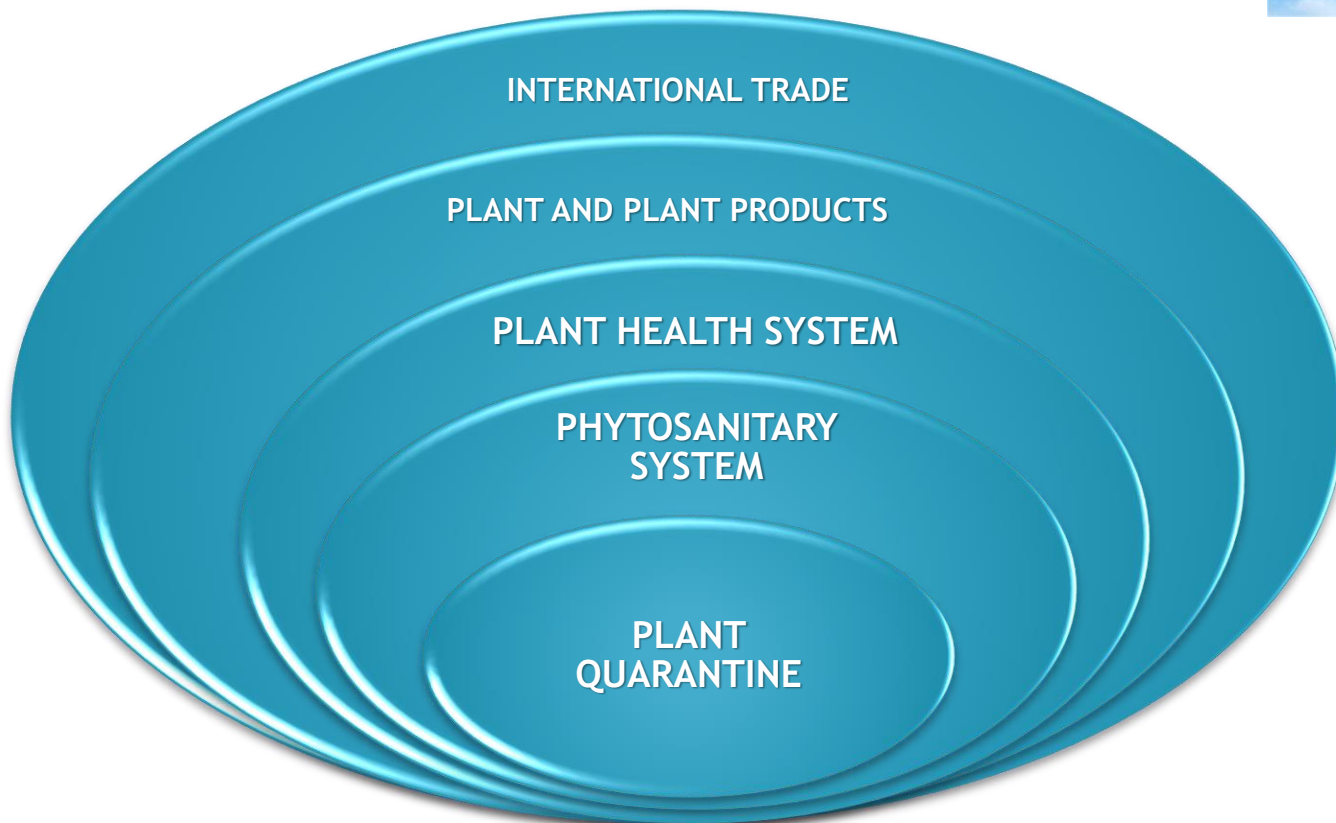 INTERNATIONAL TRADE
PLANT AND PLANT PRODUCTS
PLANT HEALTH SYSTEM
PHYTOSANITARY
SYSTEM
PLANT
QUARANTINE